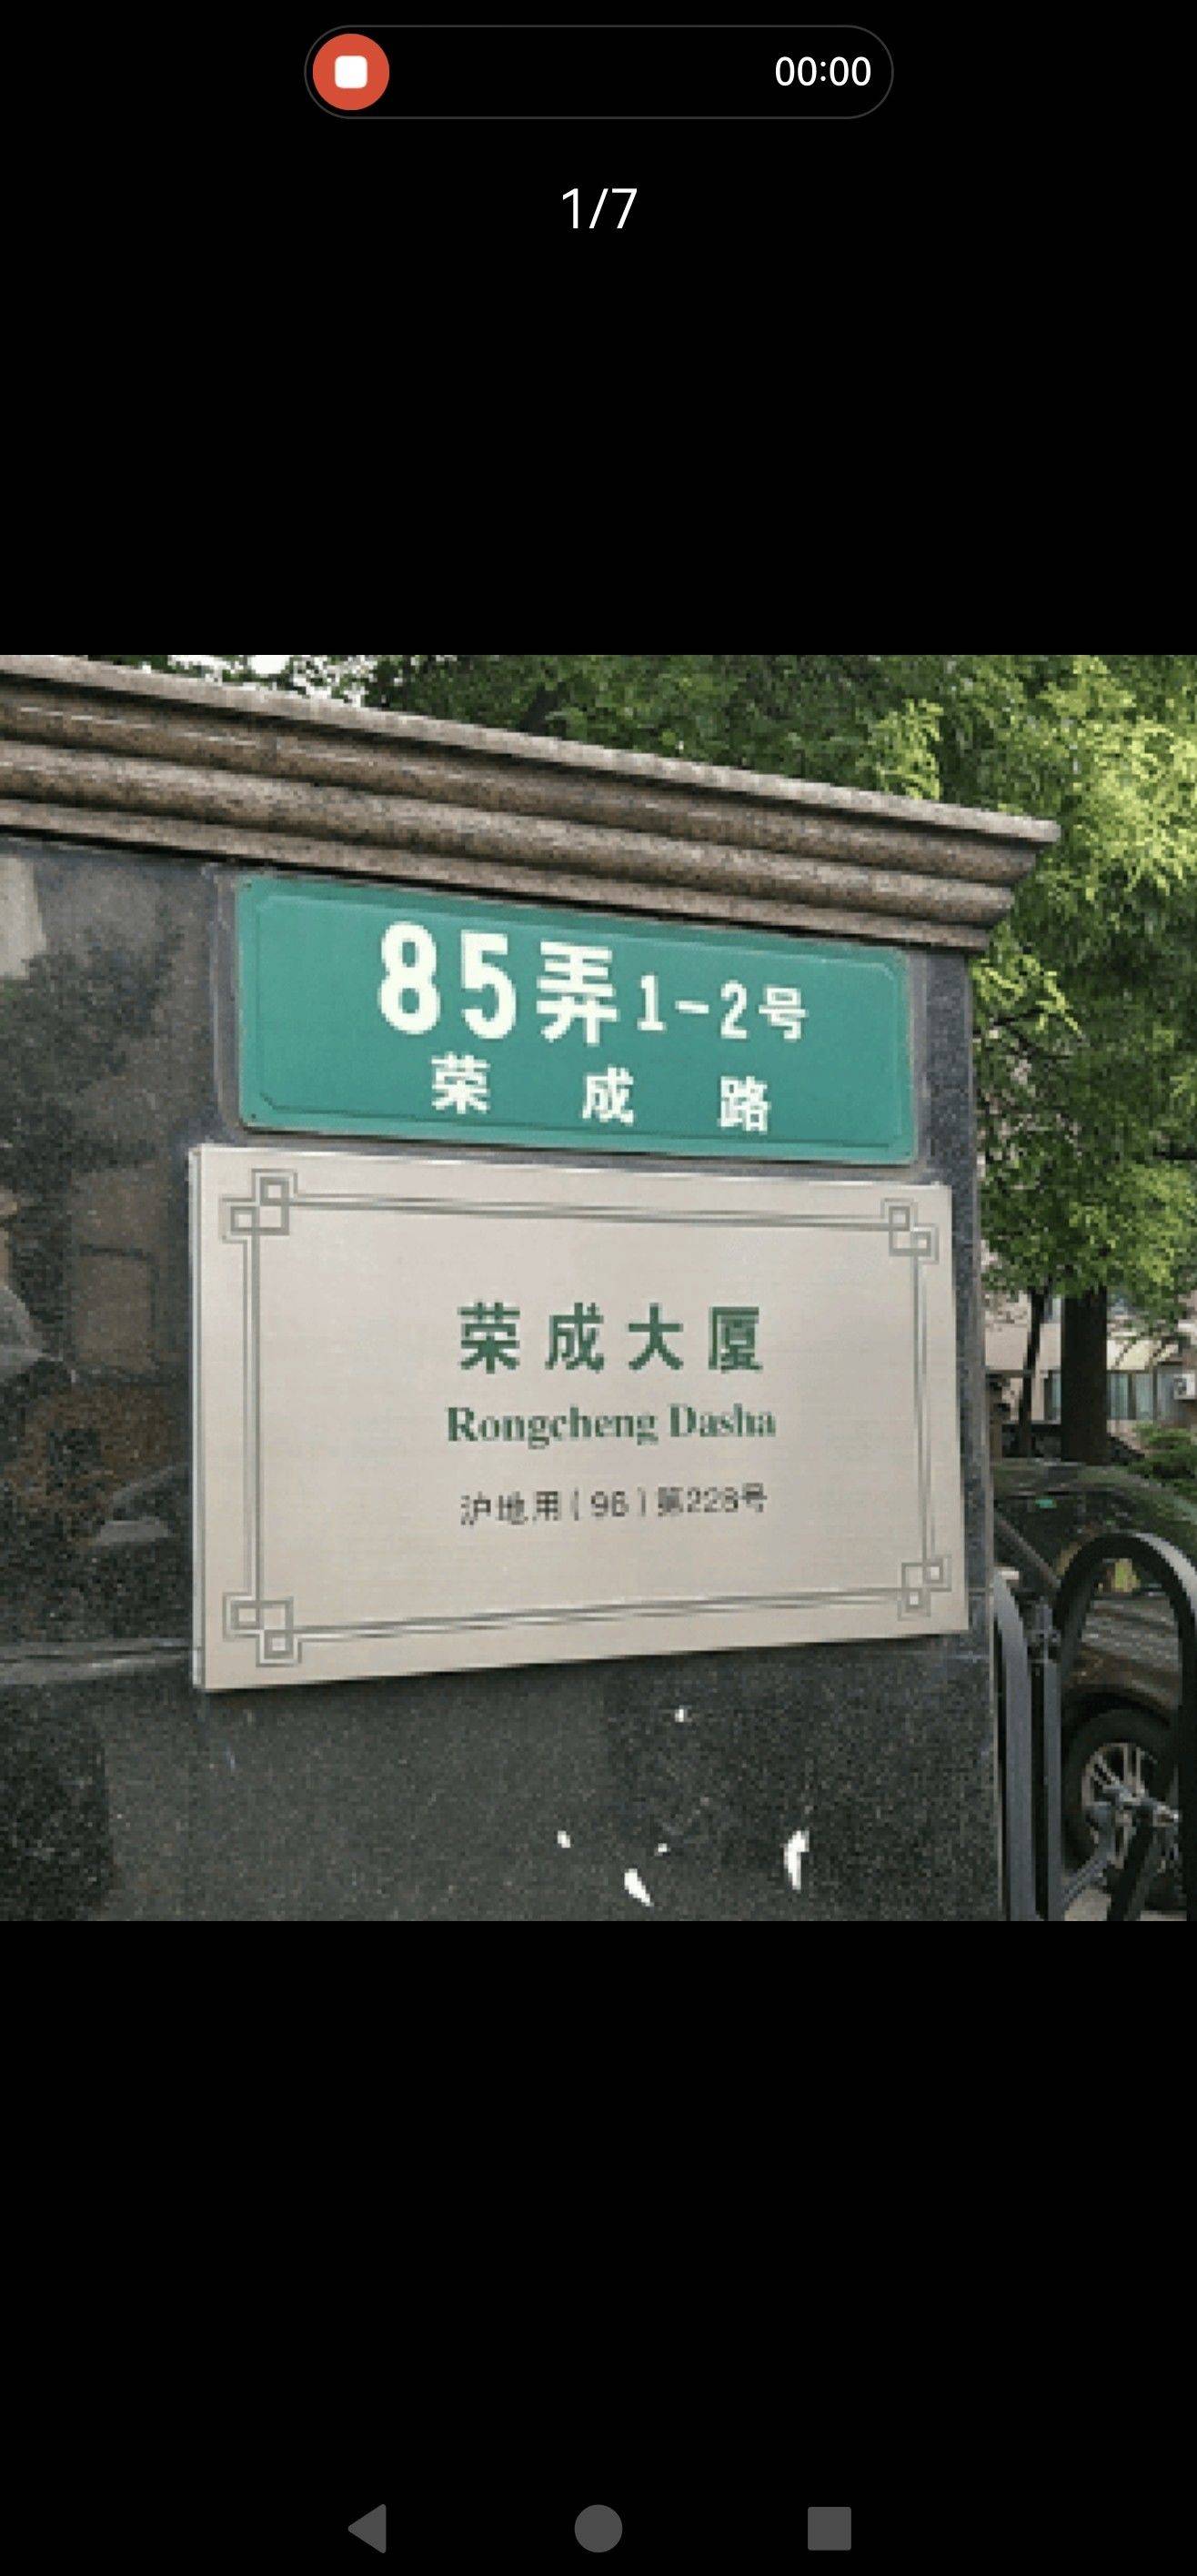 00:00
1/7
85弄1-2号
荣成路
荣成大厦
Rongcheng Dasha
沪地用(96)第228号